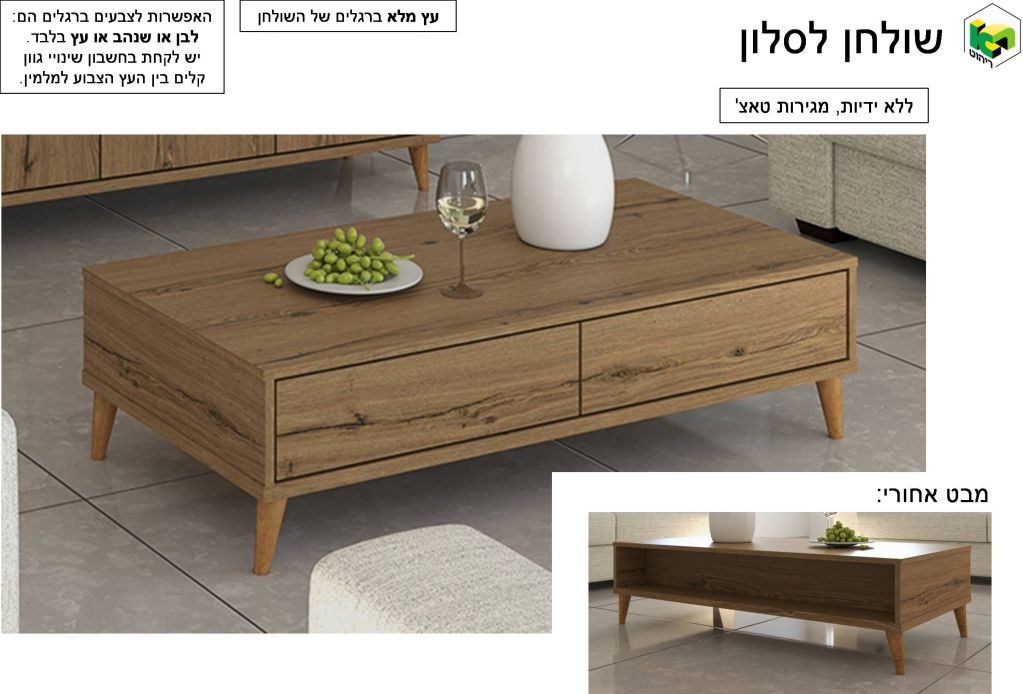 שולחן לסלון
ריהוט
עץ מלא ברגלים של השולחן
האפשרות לצבעים ברגלים הם:
לבן או שנהב או עץ בלבד.
יש לקחת בחשבון שינויי גוון
קלים בין העץ הצבוע למלמין.
ללא ידיות, מגירות טאצ'
מבט אחורי: